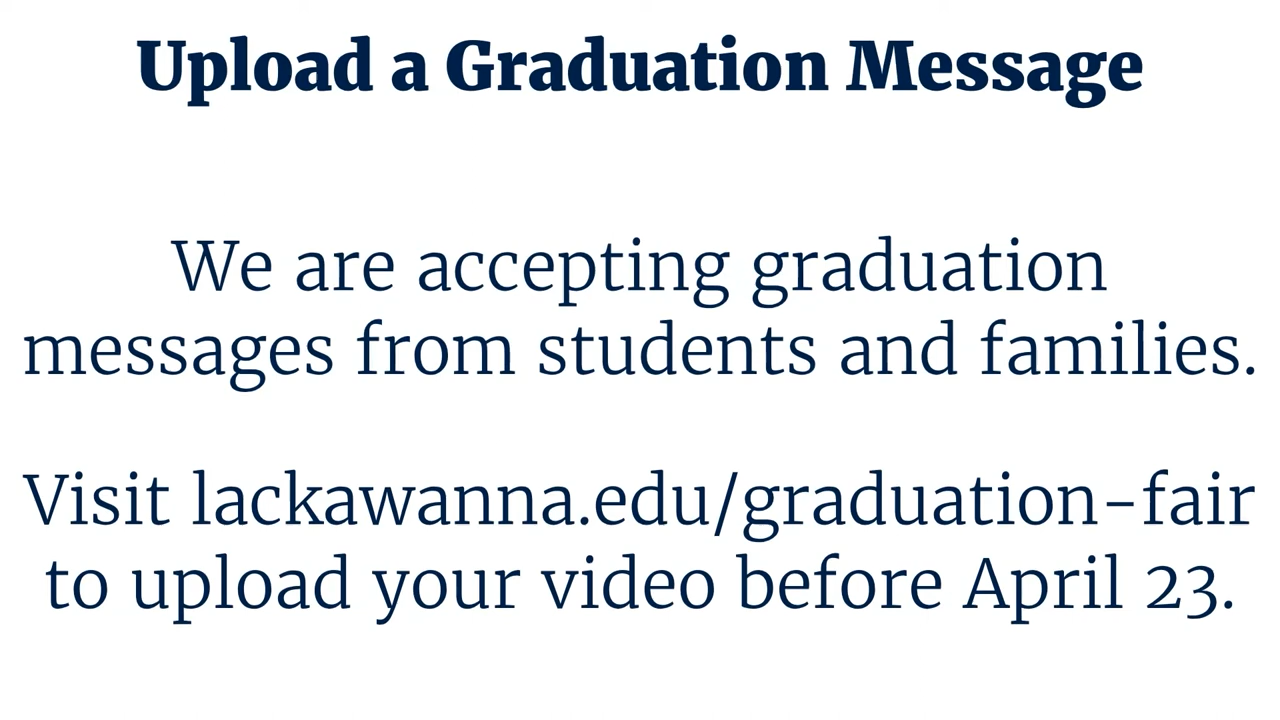 Upload a Graduation Message
We are accepting graduation
messages from students and families.
Visit lackawanna.edu/graduation-fair
to upload your video before April 23.